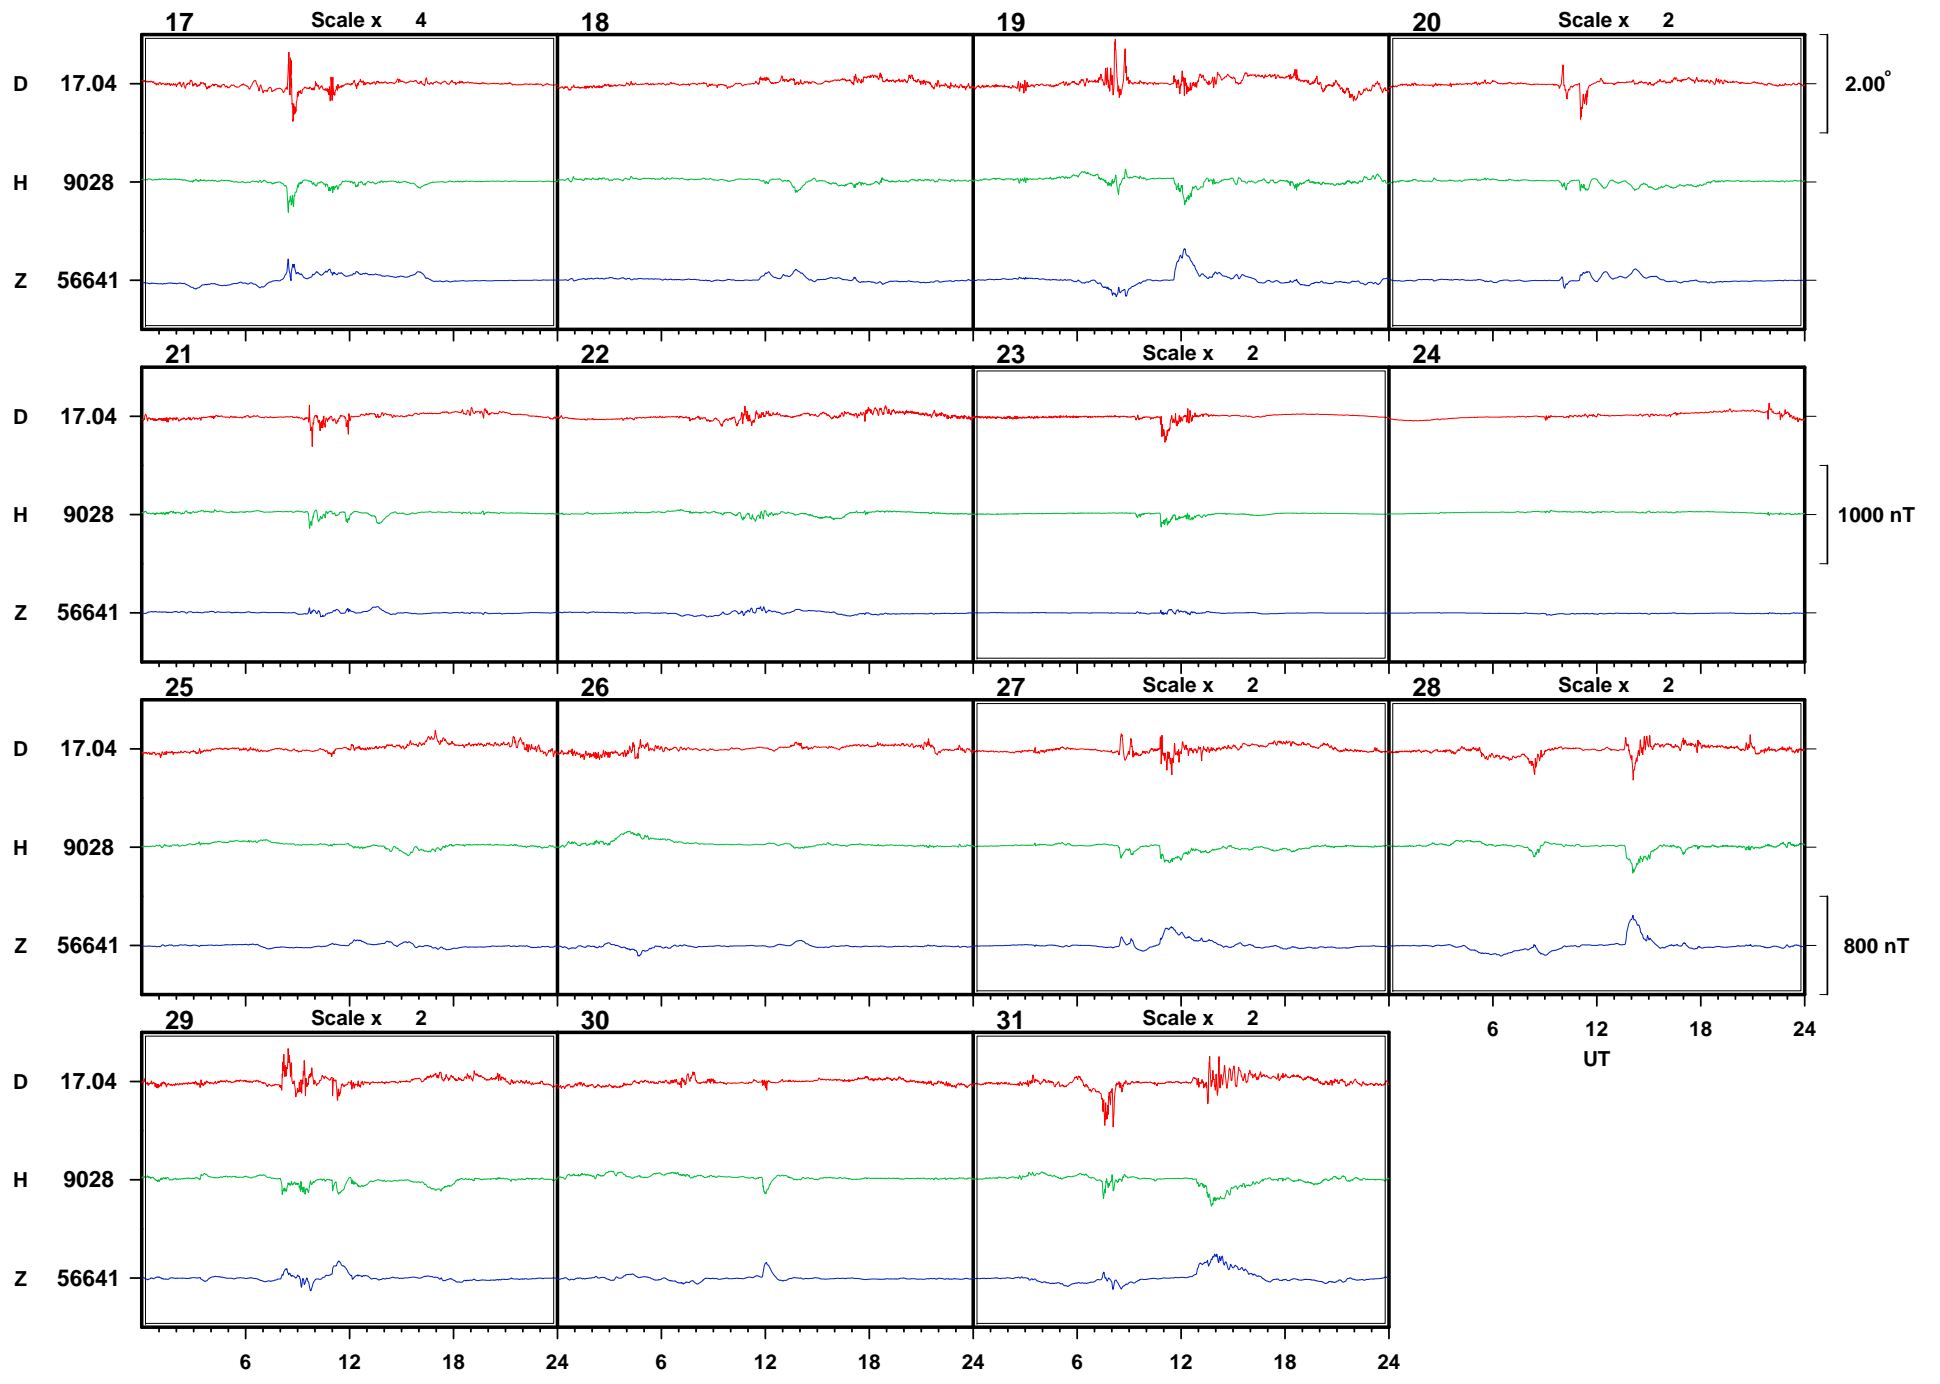 17 Scale x 4 18 19 20 Scale x 2
D 17.04 2.00°
H 9028
Z 56641
21 22 23 Scale x 2 24
D 17.04
H 9028 1000 nT
Z 56641
25 26 27 Scale x 2 28 Scale x 2
D 17.04
H 9028
Z 56641 800 nT
29 Scale x 2 30 31 Scale x 2 6 12 18 24
UT
D 17.04
H 9028
Z 56641
6 12 18 24 6 12 18 24 6 12 18 24